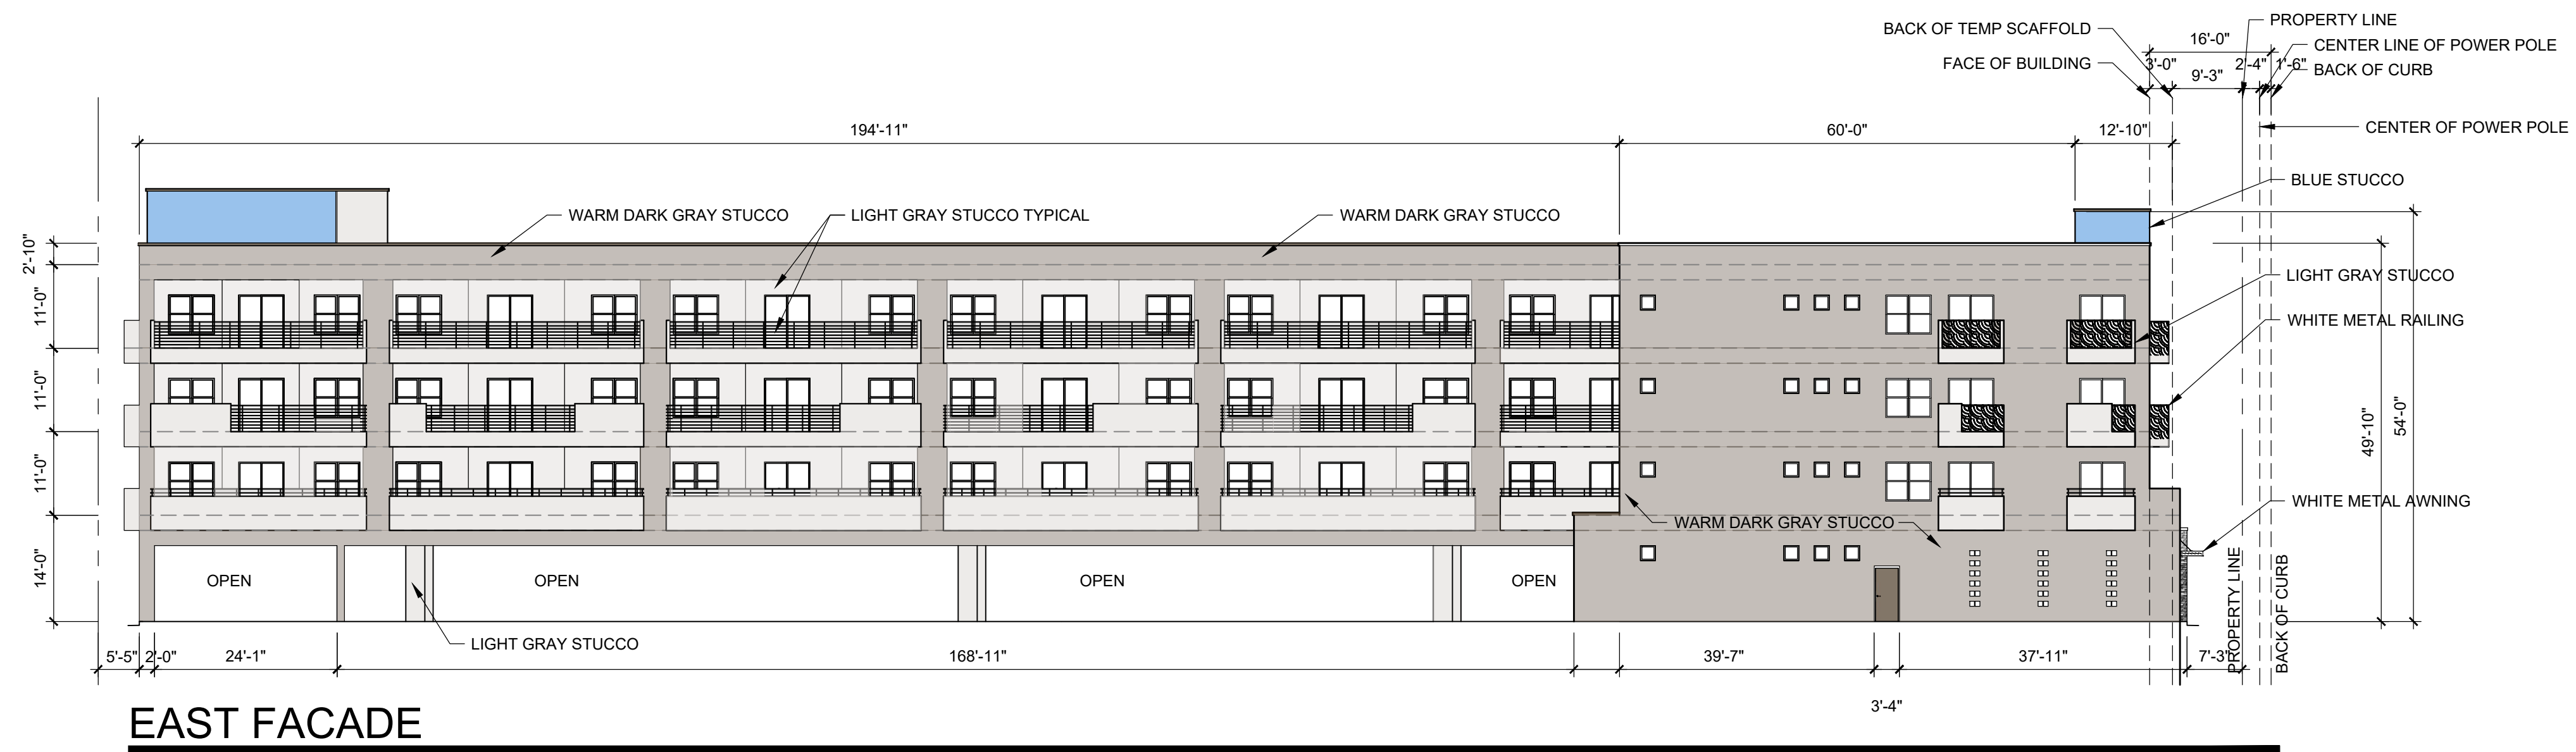 PROPERTY LINE
BACK OF TEMP SCAFFOLD
16'-0"
CENTER LINE OF POWER POLE
FACE OF BUILDING
3'-0"
2'-4"
1'-6"
BACK OF CURB
9'-3"
194'-11"
60'-0"
12'-10"
CENTER OF POWER POLE
BLUE STUCCO
WARM DARK GRAY STUCCO
LIGHT GRAY STUCCO TYPICAL
WARM DARK GRAY STUCCO
2'-10"
LIGHT GRAY STUCCO
11'-0"
WHITE METAL RAILING
11'-0"
49'-10"
54'-0"
11'-0"
WHITE METAL AWNING
WARM DARK GRAY STUCCO
14'-0"
OPEN
OPEN
OPEN
OPEN
PROPERTY LINE
BACK OF CURB
LIGHT GRAY STUCCO
5'-5"
2'-0"
24'-1"
168'-11"
39'-7"
37'-11"
7'-3"
3'-4"
EAST FACADE